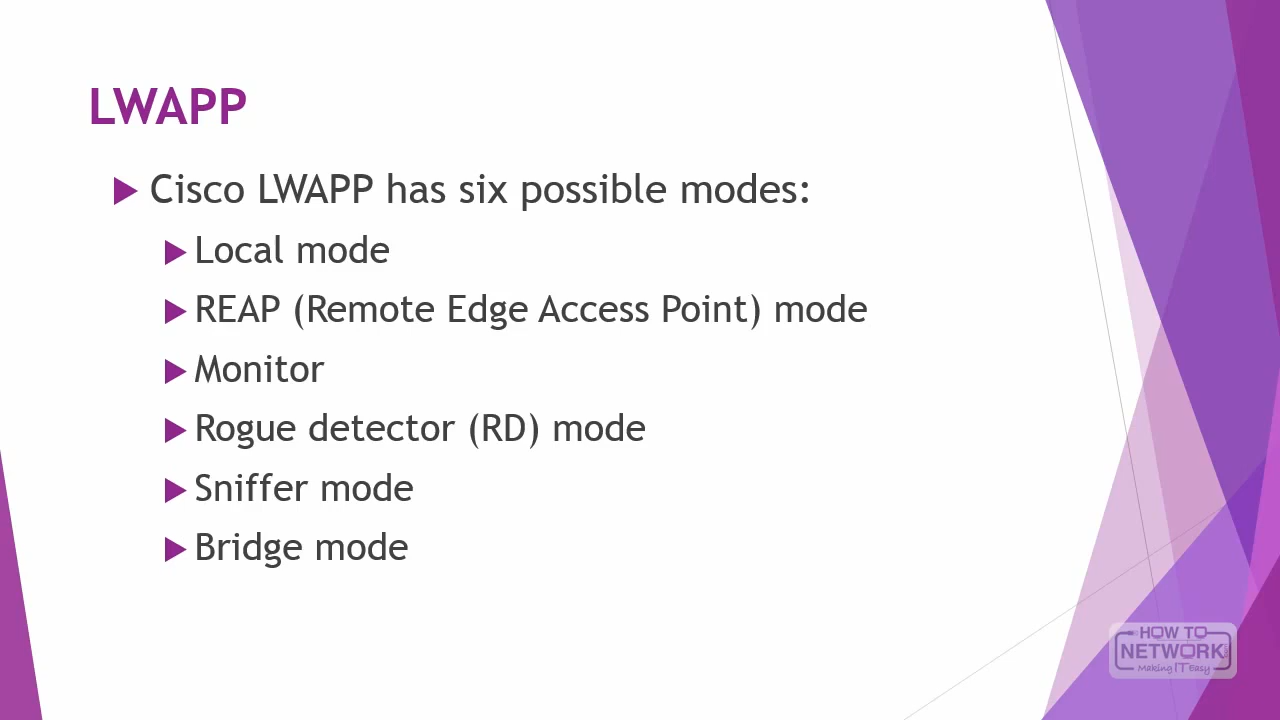 LWAPP
Cisco LWAPP has six possible modes:
Local mode
REAP (Remote Edge Access Point) mode
Monitor
Rogue detector (RD) mode
Sniffer mode
Bridge mode
HOW TO
NETWORK
Making IT Easy